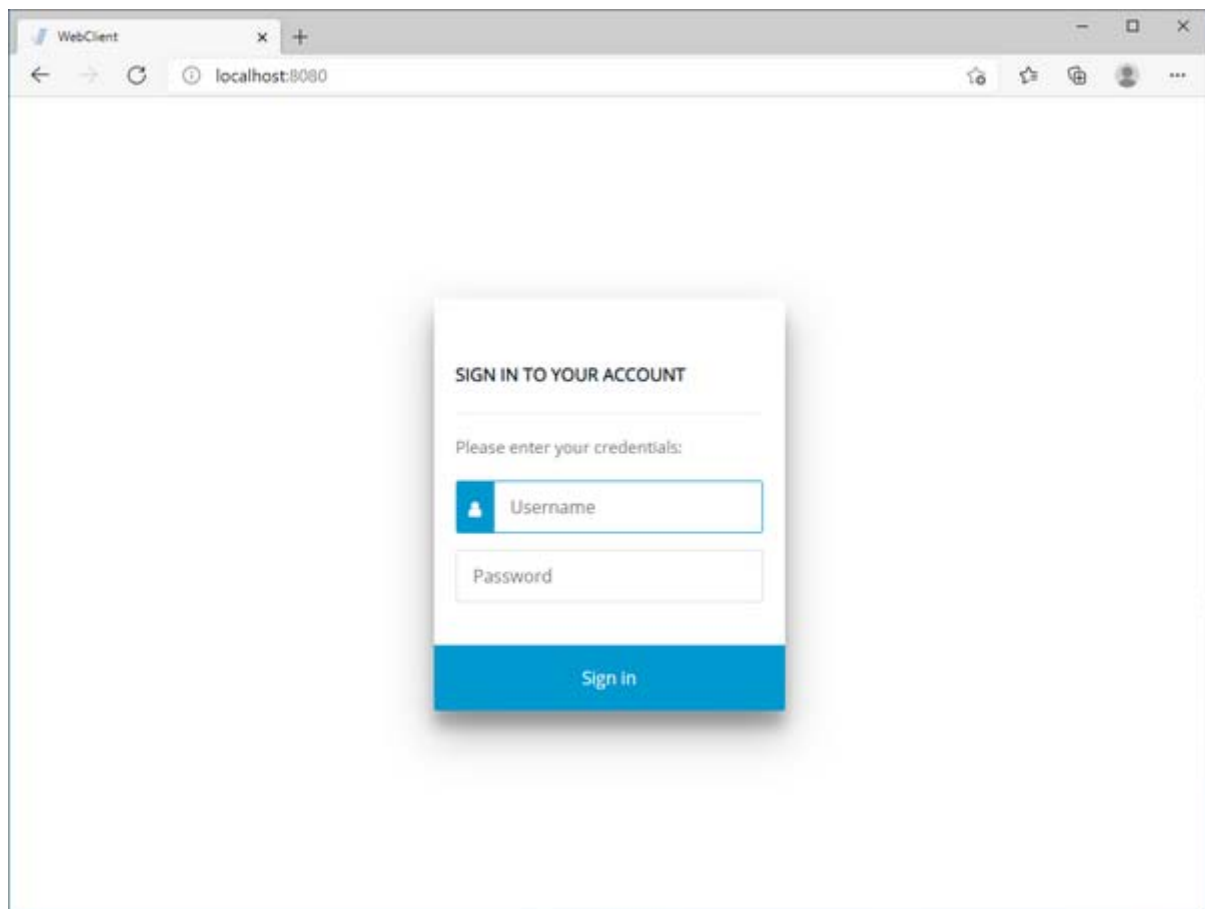 WebClient
localhost:8080
SIGN IN TO YOUR ACCOUNT
Please enter your credentials:
Username
Password
Sign in